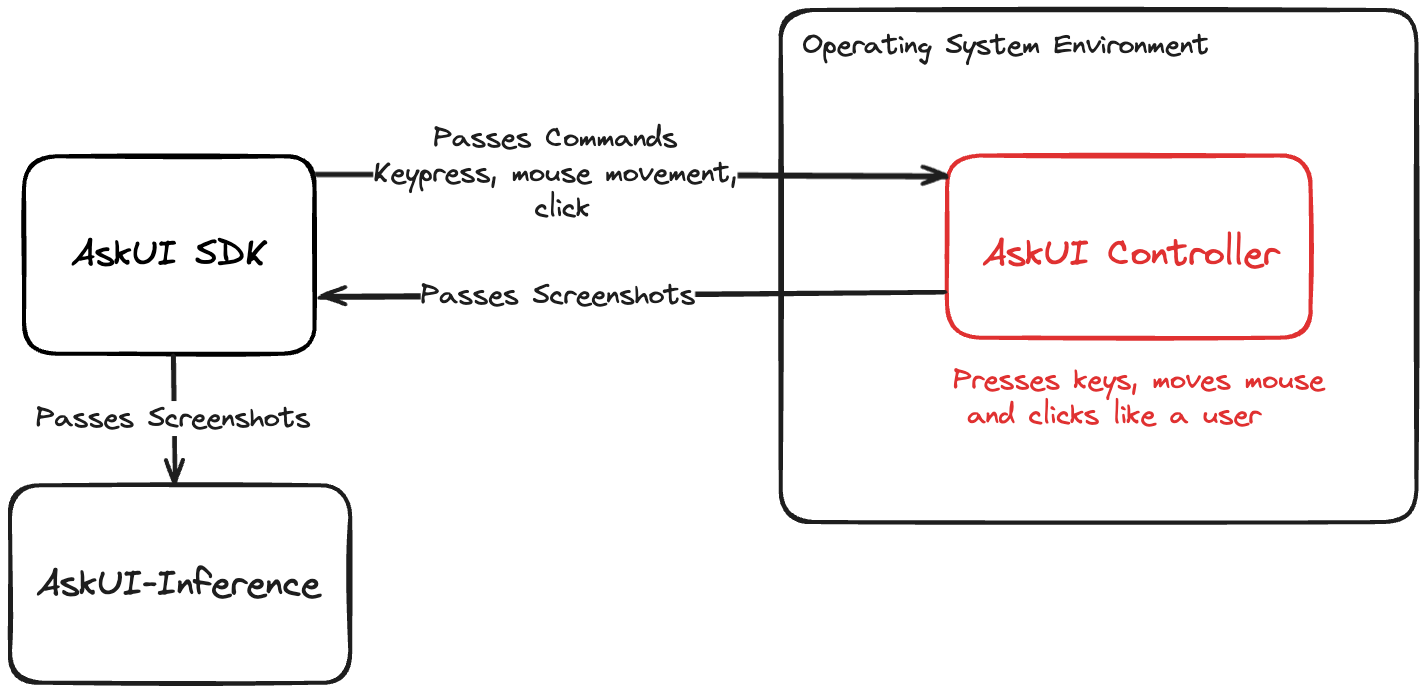 Operating System Environment
Passes Commands
Keypress, mouse movement,
click
AskUI SDK
AskUI Controller
Passes Screenshots
Presses keys, moves mouse
and clicks like a user
Passes Screenshots
AskUI-Inference